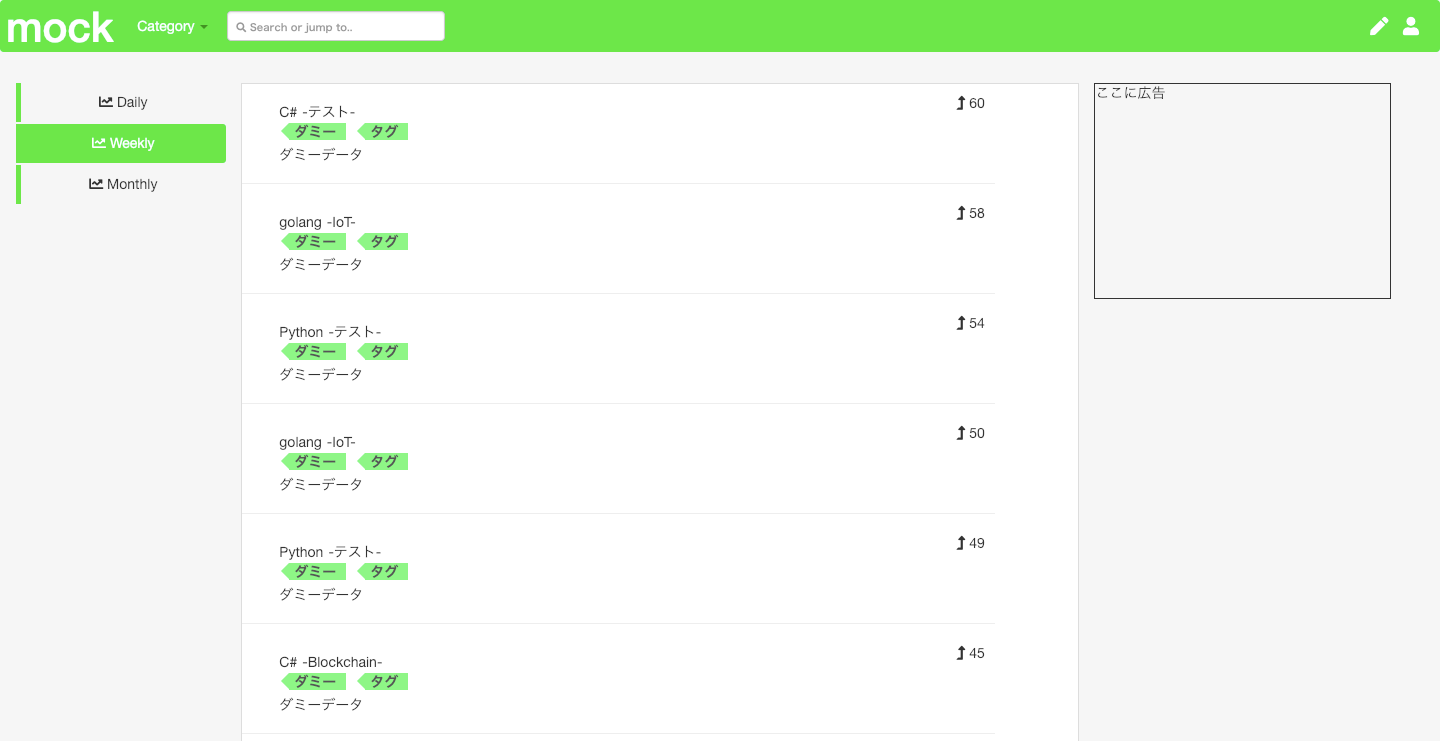 mock Category Search or jump to..
Daily
Weekly
Monthly
C# -テスト- 60
ダミー タグ
ダミーデータ
golang -IoT- 58
ダミー タグ
ダミーデータ
Python -テスト- 54
ダミー タグ
ダミーデータ
golang -IoT- 50
ダミー タグ
ダミーデータ
Python -テスト- 49
ダミー タグ
ダミーデータ
C# -Blockchain- 45
ダミー タグ
ダミーデータ
ここに広告